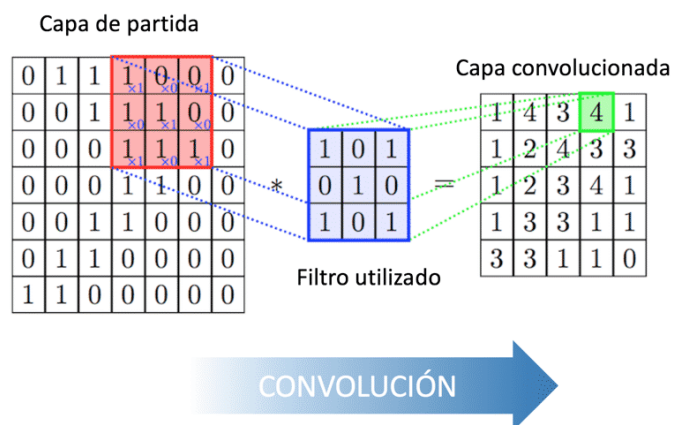 Capa de partida
Capa convolucionada
0 1 1 1 0 0 0
0 0 1 1 1 0 0
0 0 0 1 1 1 0
0 0 0 1 1 0 0
0 0 1 1 0 0 0
0 1 1 0 0 0 0
1 1 0 0 0 0 0
×1 ×0 ×1
×0 ×1 ×0
×1 ×0 ×1
*
1 0 1
0 1 0
1 0 1
=
1 4 3 4 1
1 2 4 3 3
1 2 3 4 1
1 3 3 1 1
3 3 1 1 0
Filtro utilizado
CONVOLUCIÓN